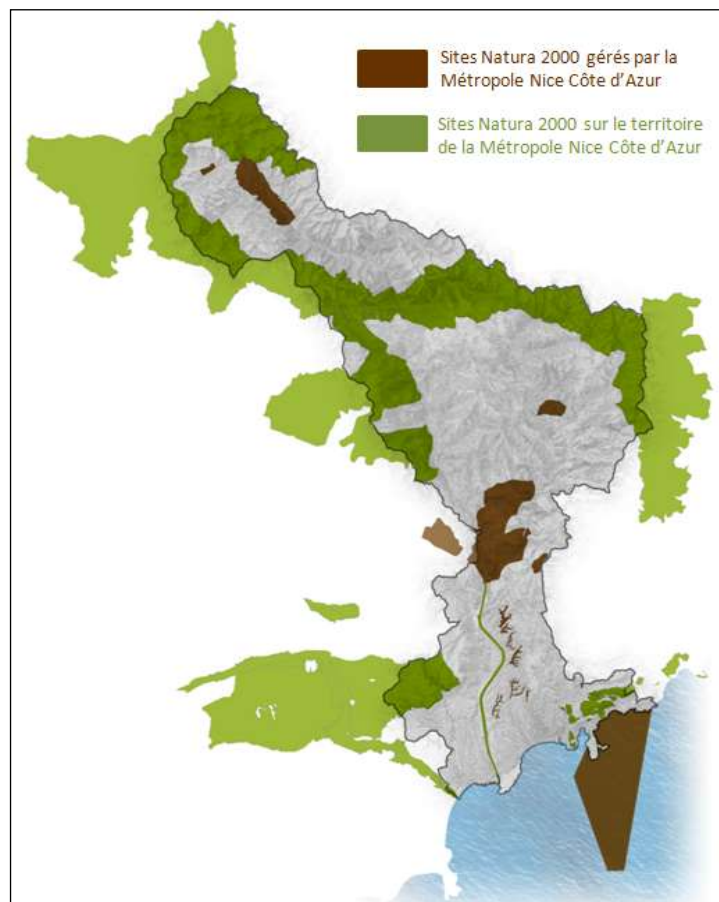 Sites Natura 2000 gérés par la
Métropole Nice Côte d'Azur
Sites Natura 2000 sur le territoire
de la Métropole Nice Côte d'Azur